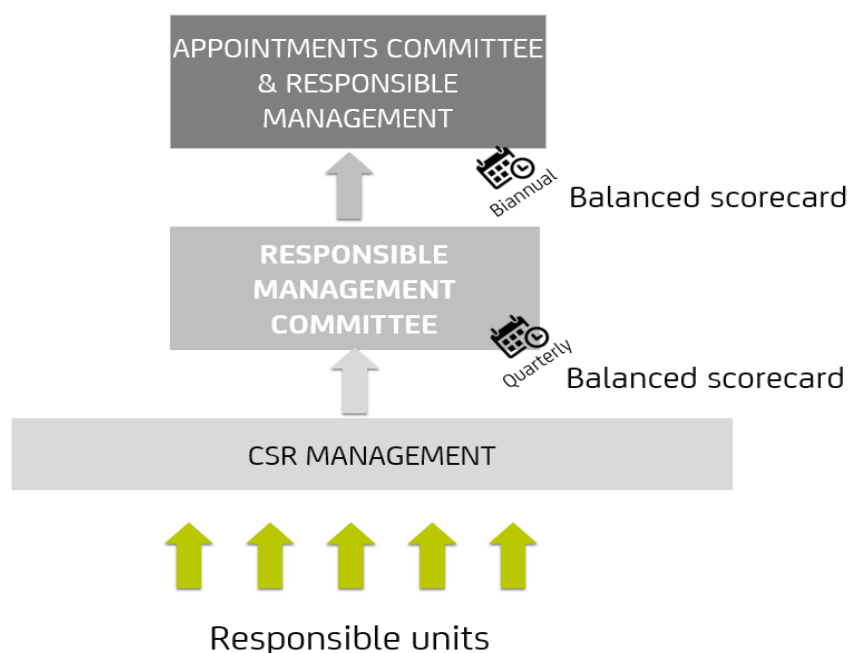 APPOINTMENTS COMMITTEE
& RESPONSIBLE
MANAGEMENT
Biannual
Balanced scorecard
RESPONSIBLE
MANAGEMENT
COMMITTEE
Quarterly
Balanced scorecard
CSR MANAGEMENT
Responsible units